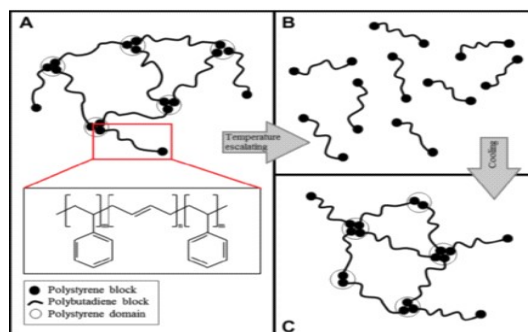 A
B
Temperature
escalating
Cooling
Polystyrene block
Polybutadiene block
Polystyrene domain
C